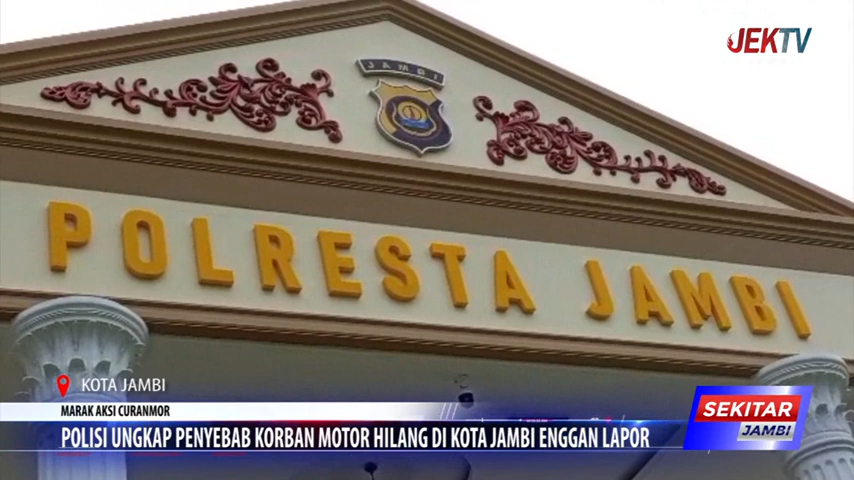 JEKTV
JAMBI
POLRESTA JAMBI
KOTA JAMBI
MARAK AKSI CURANMOR
POLISI UNGKAP PENYEBAB KORBAN MOTOR HILANG DI KOTA JAMBI ENGGAN LAPOR
SEKITAR
JAMBI